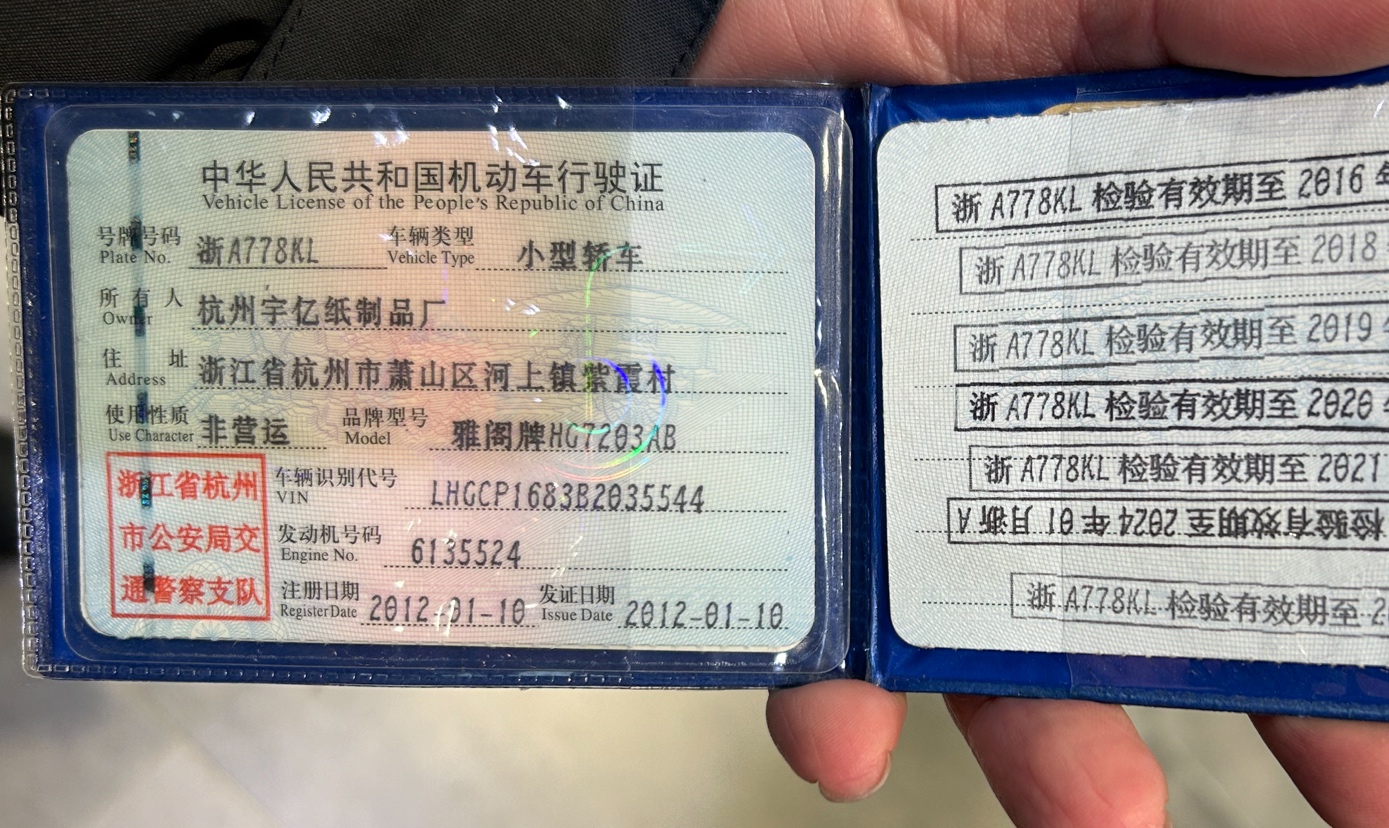 中华人民共和国机动车行驶证
Vehicle License of the People's Republic of China
号牌号码 浙A778KL 车辆类型 小型轿车
Plate No. Vehicle Type
所有人 杭州宇亿纸制品厂
Owner
住址 浙江省杭州市萧山区河上镇紫霞村
Address
使用性质 非营运 品牌型号 雅阁牌HG7203AB
Use Character Model
车辆识别代号 LHGCP1683B2035544
VIN
发动机号码 6135524
Engine No.
注册日期 2012-01-10 发证日期 2012-01-10
Register Date Issue Date
浙江省杭州
市公安局交
通警察支队
浙A778KL 检验有效期至 2016 年
浙A778KL 检验有效期至 2018
浙A778KL 检验有效期至 2019
浙A778KL 检验有效期至 2020
浙A778KL 检验有效期至 2021
检验有效期至 2024 年 01 月 浙A
浙A778KL 检验有效期至 2